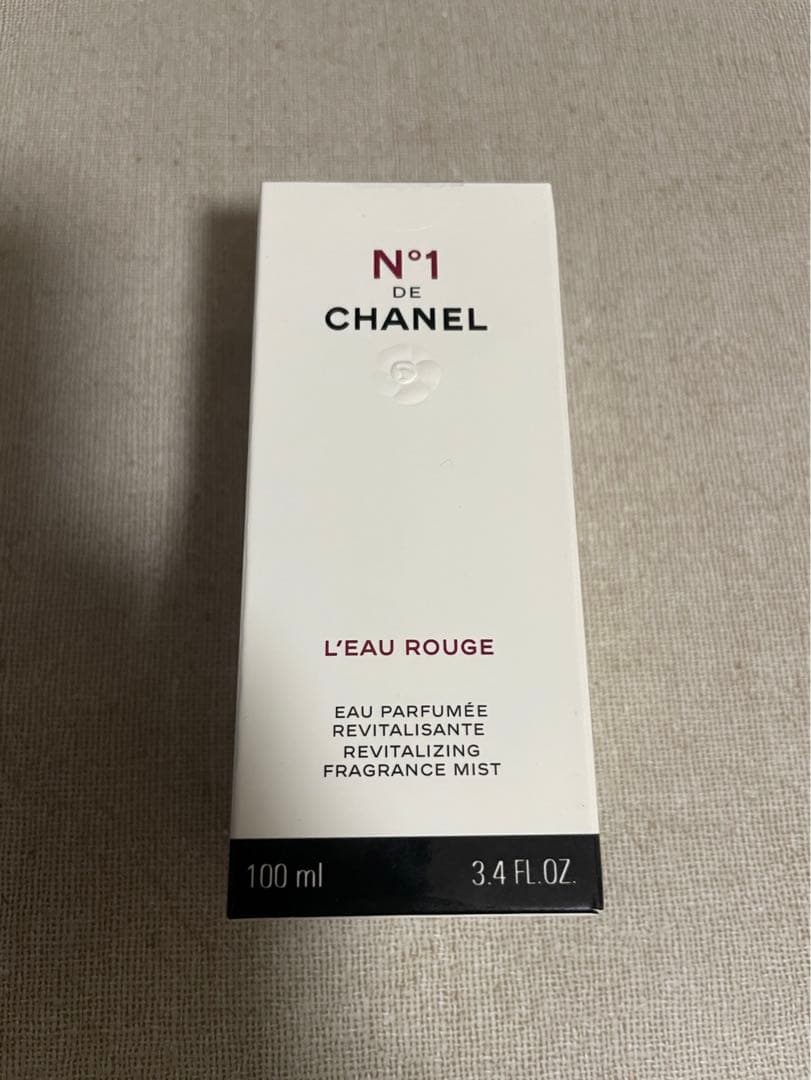 N°1
DE
CHANEL
L'EAU ROUGE
EAU PARFUMÉE
REVITALISANTE
REVITALIZING
FRAGRANCE MIST
100 ml 3.4 FL.OZ.